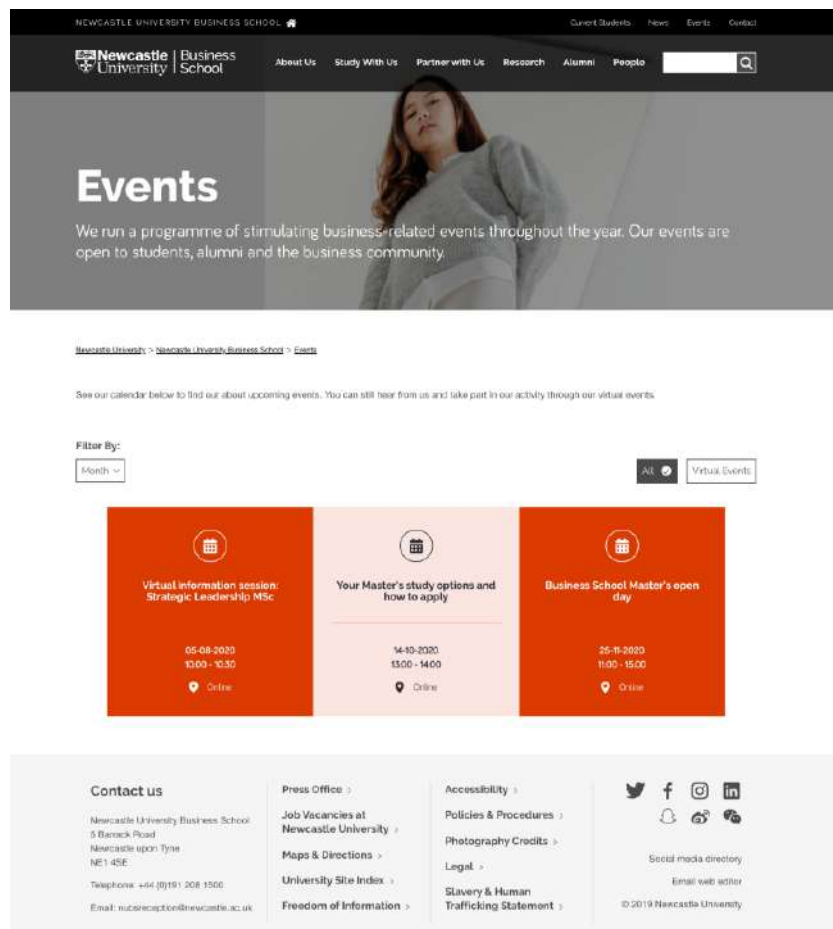 NEWCASTLE UNIVERSITY BUSINESS SCHOOL
Current Students News Events Contact
Newcastle University | Business School
About Us Study With Us Partner with Us Research Alumni People
Events
We run a programme of stimulating business-related events throughout the year. Our events are
open to students, alumni and the business community.
Newcastle University > Newcastle University Business School > Events
See our calendar below to find out about upcoming events. You can still hear from us and take part in our activity through our virtual events.
Filter By:
Month
All
Virtual Events
Virtual information session:
Strategic Leadership MSc
05-08-2020
10:00 - 10:30
Online
Your Master's study options and
how to apply
14-10-2020
13:00 - 14:00
Online
Business School Master's open
day
25-11-2020
11:00 - 15:00
Online
Contact us
Newcastle University Business School
5 Barrack Road
Newcastle upon Tyne
NE1 4SE
Telephone: +44 (0)191 208 1500
Email: nubsreception@newcastle.ac.uk
Press Office >
Job Vacancies at
Newcastle University >
Maps & Directions >
University Site Index >
Freedom of Information >
Accessibility >
Policies & Procedures >
Photography Credits >
Legal >
Slavery & Human
Trafficking Statement >
Social media directory
Email web editor
© 2019 Newcastle University